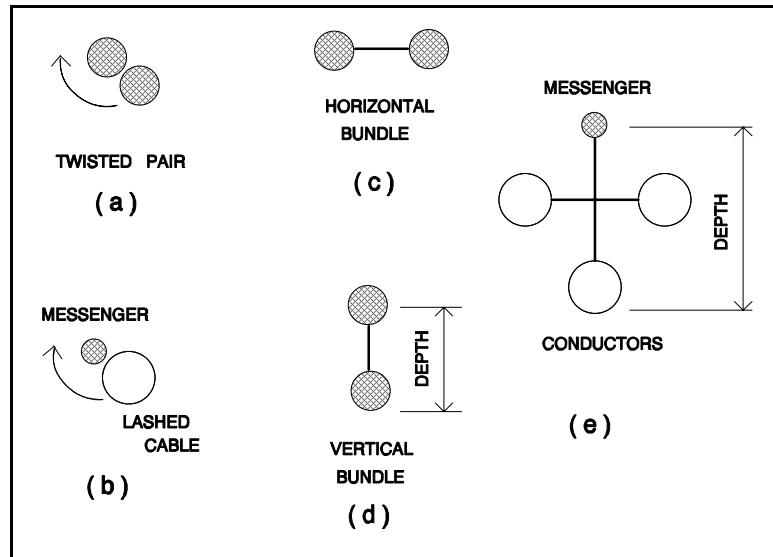 TWISTED PAIR
(a)
MESSENGER
LASHED
CABLE
(b)
HORIZONTAL
BUNDLE
(c)
DEPTH
VERTICAL
BUNDLE
(d)
MESSENGER
DEPTH
CONDUCTORS
(e)